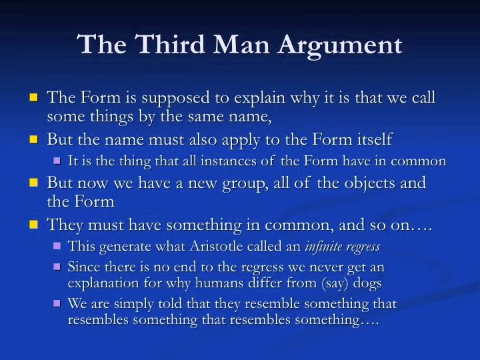 The Third Man Argument
The Form is supposed to explain why it is that we call
some things by the same name,
But the name must also apply to the Form itself
It is the thing that all instances of the Form have in common
But now we have a new group, all of the objects and
the Form
They must have something in common, and so on….
This generate what Aristotle called an infinite regress
Since there is no end to the regress we never get an
explanation for why humans differ from (say) dogs
We are simply told that they resemble something that
resembles something that resembles something….